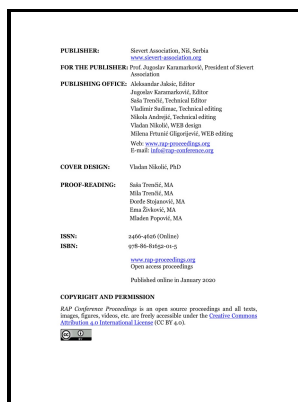 PUBLISHER: Sievert Association, Niš, Serbia
www.sievert-association.org
FOR THE PUBLISHER: Prof. Jugoslav Karamarković, President of Sievert
Association
PUBLISHING OFFICE: Aleksandar Jaksic, Editor
Jugoslav Karamarković, Editor
Saša Trenčić, Technical Editor
Vladimir Sudimac, Technical editing
Nikola Andrejić, Technical editing
Vladan Nikolić, WEB design
Milena Frtunić Gligorijević, WEB editing
Web: www.rap-proceedings.org
E-mail: info@rap-conference.org
COVER DESIGN: Vladan Nikolić, PhD
PROOF-READING: Saša Trenčić, MA
Mila Trenčić, MA
Đorđe Stojanović, MA
Ema Živković, MA
Mladen Popović, MA
ISSN: 2466-4626 (Online)
ISBN: 978-86-81652-01-5
www.rap-proceedings.org
Open access proceedings
Published online in January 2020
COPYRIGHT AND PERMISSION
RAP Conference Proceedings is an open source proceedings and all texts,
images, figures, videos, etc. are freely accessible under the Creative Commons
Attribution 4.0 International License (CC BY 4.0).
cc BY